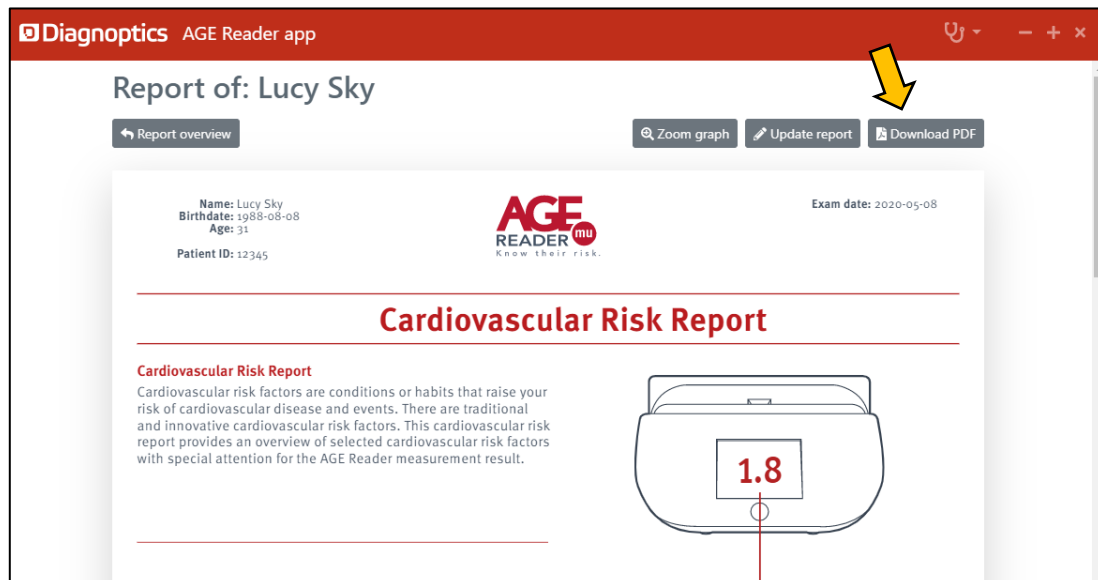 Diagnoptics AGE Reader app
Report of: Lucy Sky
Report overview
Zoom graph
Update report
Download PDF
Name: Lucy Sky
Birthdate: 1988-08-08
Age: 31
Patient ID: 12345
AGE
READER mu
Know their risk.
Exam date: 2020-05-08
Cardiovascular Risk Report
Cardiovascular Risk Report
Cardiovascular risk factors are conditions or habits that raise your
risk of cardiovascular disease and events. There are traditional
and innovative cardiovascular risk factors. This cardiovascular risk
report provides an overview of selected cardiovascular risk factors
with special attention for the AGE Reader measurement result.
1.8